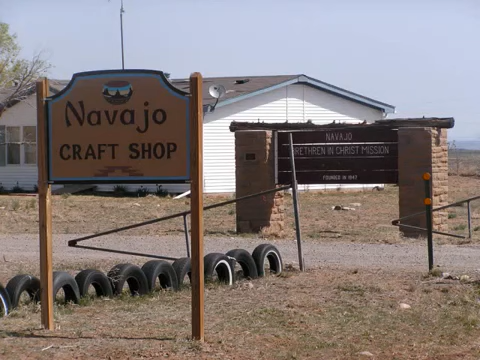 Navajo
CRAFT SHOP
NAVAJO
BRETHREN IN CHRIST MISSION
FOUNDED IN 1947